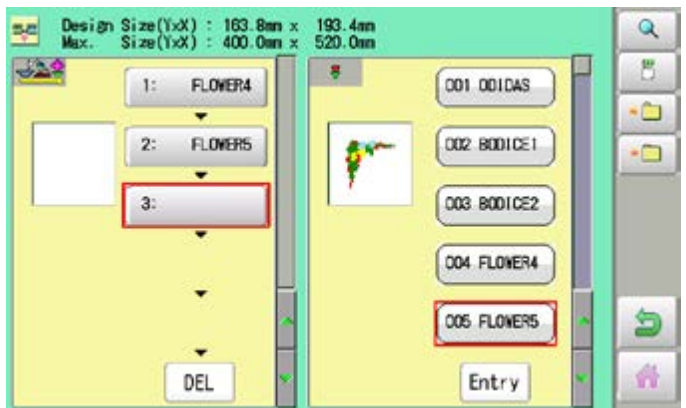 Design Size(YxX) : 163.8mm x 193.4mm
Max. Size(YxX) : 400.0mm x 520.0mm
1: FLOWER4
2: FLOWER5
3:
DEL
001 ODIDAS
002 BODICE1
003 BODICE2
004 FLOWER4
005 FLOWER5
Entry